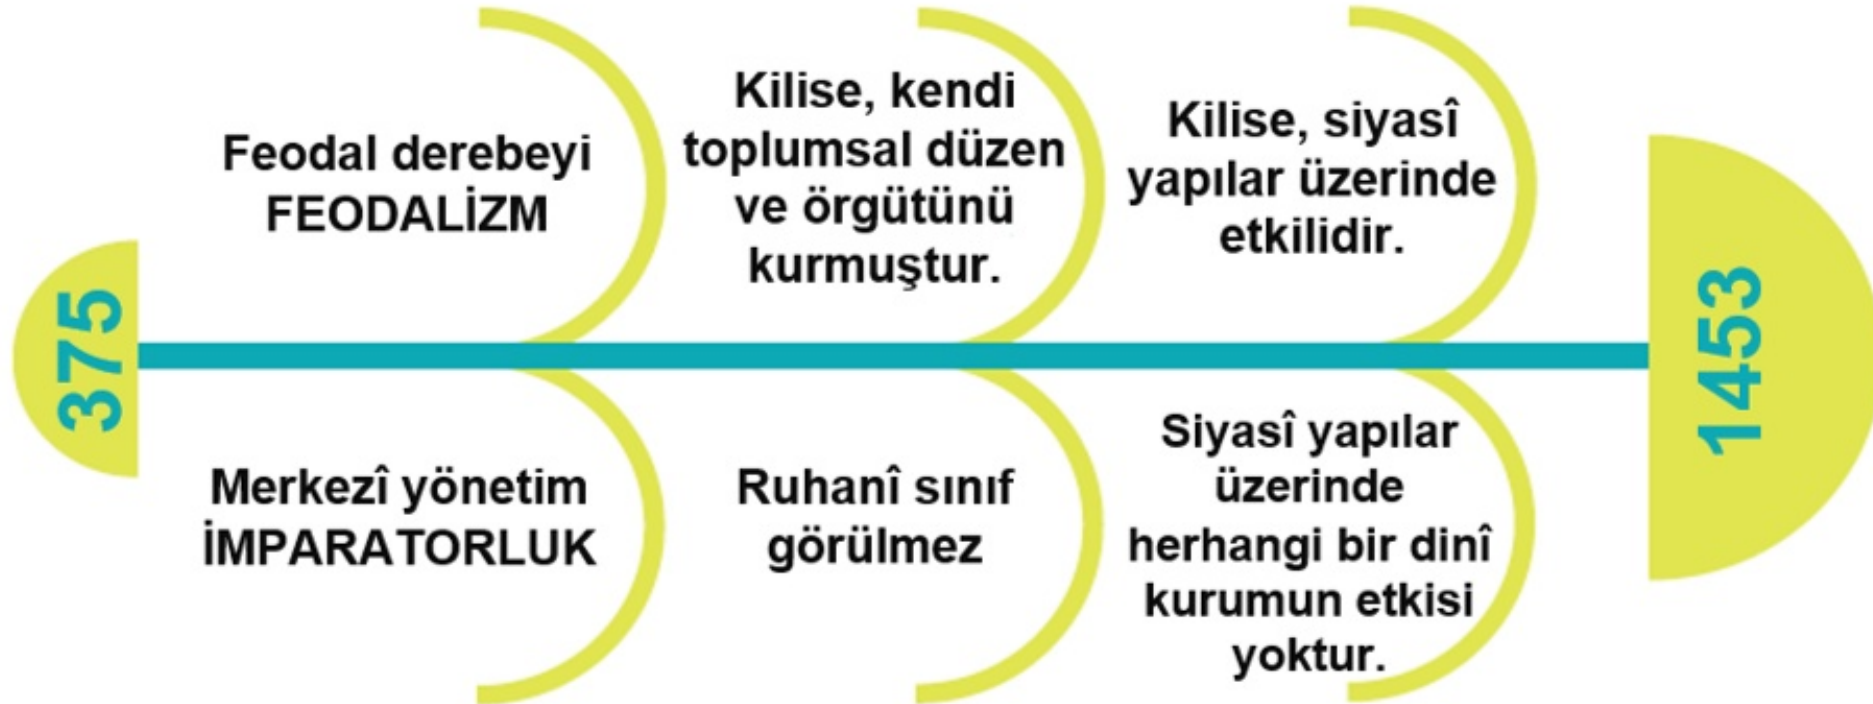 375
Feodal derebeyi
FEODALİZM
Kilise, kendi
toplumsal düzen
ve örgütünü
kurmuştur.
Kilise, siyasî
yapılar üzerinde
etkilidir.
Merkezî yönetim
İMPARATORLUK
Ruhanî sınıf
görülmez
Siyasî yapılar
üzerinde
herhangi bir dinî
kurumun etkisi
yoktur.
1453